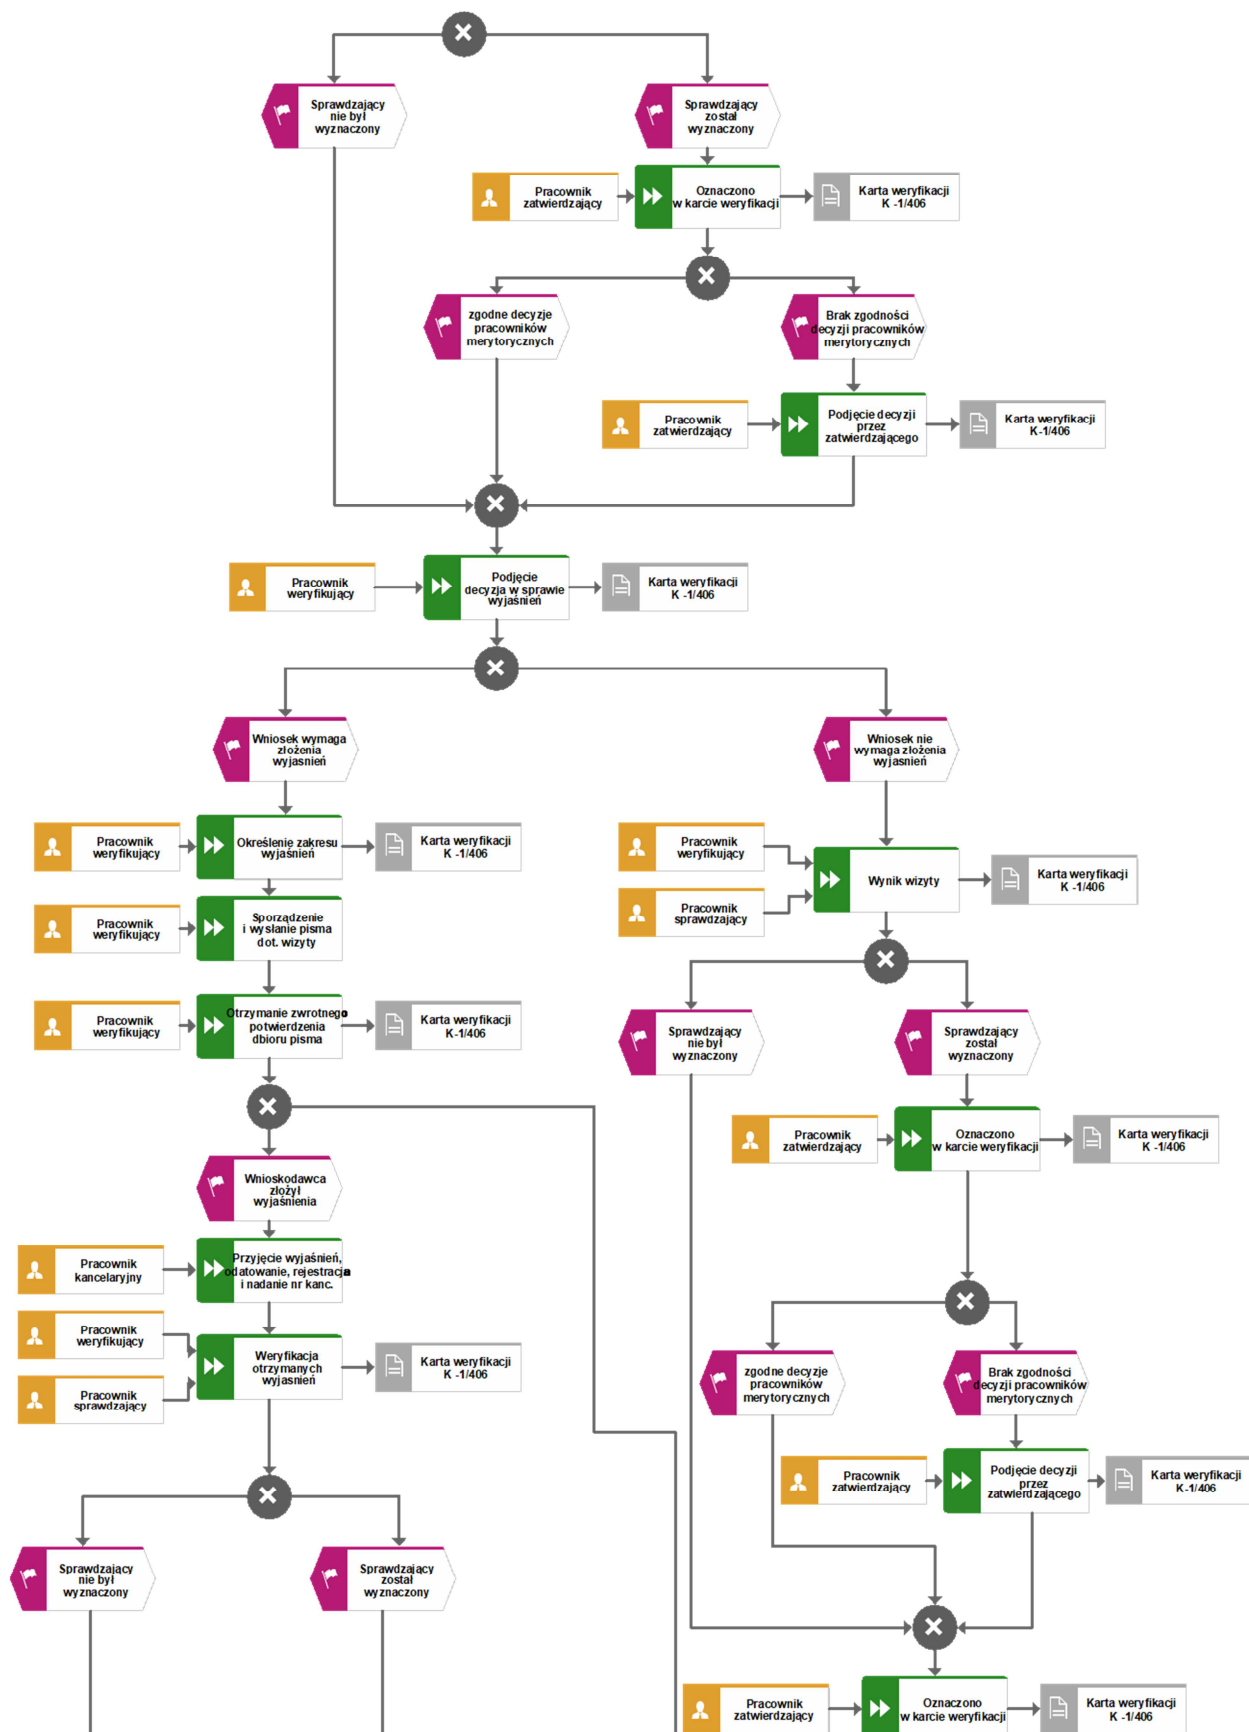 Sprawdzający
nie był
wyznaczony
Sprawdzający
został
wyznaczony
Pracownik
zatwierdzający
Oznaczono
w karcie weryfikacji
Karta weryfikacji
K -1/406
zgodne decyzje
pracowników
merytorycznych
Brak zgodności
decyzji pracowników
merytorycznych
Pracownik
zatwierdzający
Podjęcie decyzji
przez
zatwierdzającego
Karta weryfikacji
K-1/406
Pracownik
weryfikujący
Podjęcie
decyzja w sprawie
wyjaśnień
Karta weryfikacji
K -1/406
Wniosek wymaga
złożenia
wyjasnień
Wniosek nie
wymaga złożenia
wyjasnień
Pracownik
weryfikujący
Określenie zakresu
wyjaśnień
Karta weryfikacji
K -1/406
Pracownik
weryfikujący
Pracownik
sprawdzający
Wynik wizyty
Karta weryfikacji
K -1/406
Pracownik
weryfikujący
Sporządzenie
i wysłanie pisma
dot. wizyty
Pracownik
weryfikujący
Otrzymanie zwrotnego
potwierdzenia
dbioru pisma
Karta weryfikacji
K-1/406
Sprawdzający
nie był
wyznaczony
Sprawdzający
został
wyznaczony
Pracownik
zatwierdzający
Oznaczono
w karcie weryfikacji
Karta weryfikacji
K -1/406
Wnioskodawca
złożył
wyjaśnienia
Pracownik
kancelaryjny
Przyjęcie wyjaśnień,
odatowanie, rejestracja
i nadanie nr kanc.
Pracownik
weryfikujący
Pracownik
sprawdzający
Weryfikacja
otrzymanych
wyjasnień
Karta weryfikacji
K -1/406
zgodne decyzje
pracowników
merytorycznych
Brak zgodności
decyzji pracowników
merytorycznych
Pracownik
zatwierdzający
Podjęcie decyzji
przez
zatwierdzającego
Karta weryfikacji
K-1/406
Sprawdzający
nie był
wyznaczony
Sprawdzający
został
wyznaczony
Pracownik
zatwierdzający
Oznaczono
w karcie weryfikacji
Karta weryfikacji
K -1/406